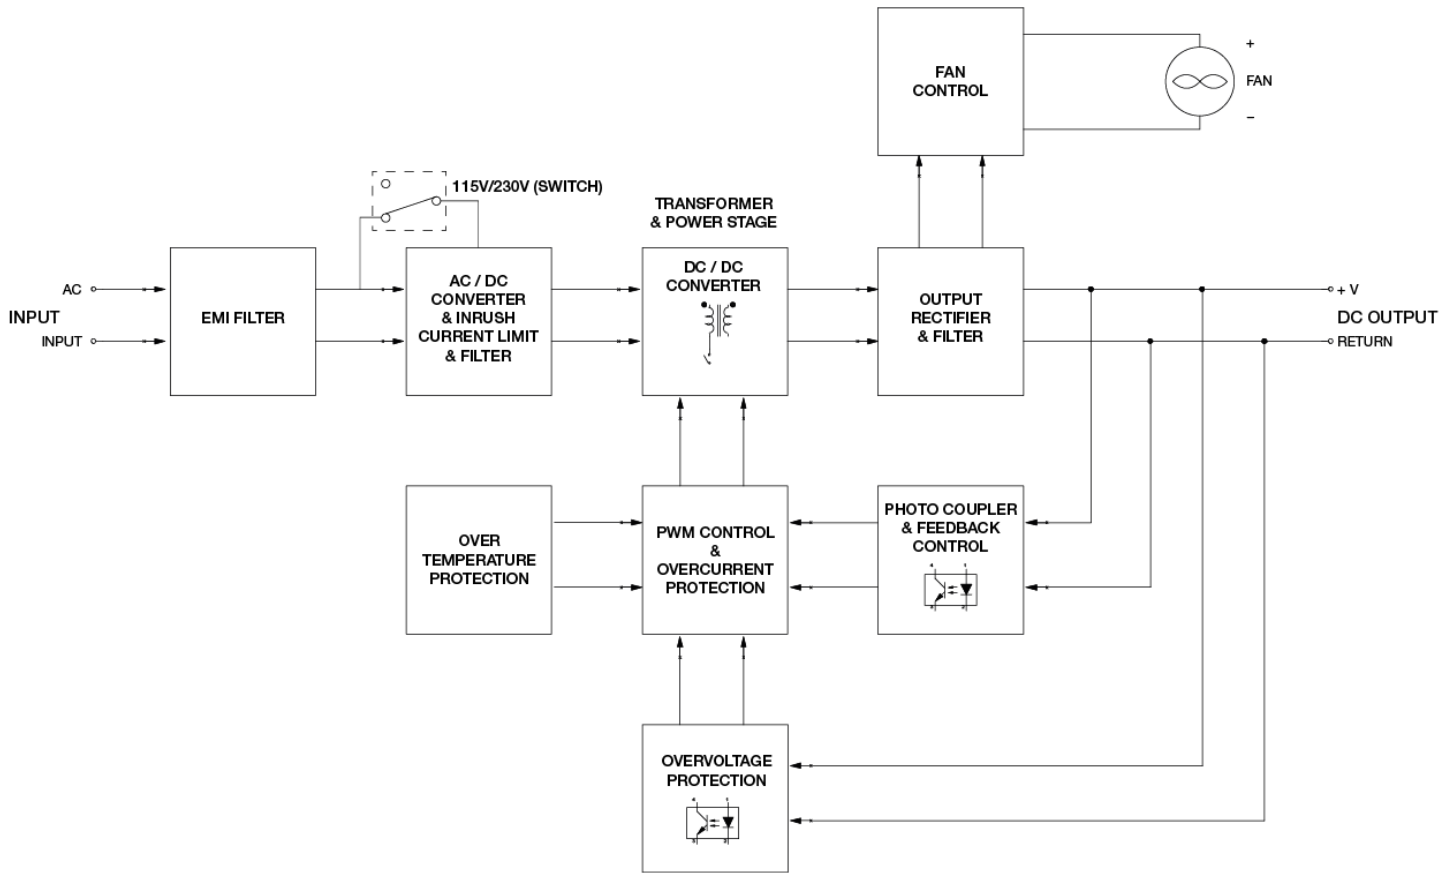 FAN
CONTROL
+
FAN
–
115V/230V (SWITCH)
TRANSFORMER
& POWER STAGE
AC
INPUT
INPUT
EMI FILTER
AC / DC
CONVERTER
& INRUSH
CURRENT LIMIT
& FILTER
DC / DC
CONVERTER
OUTPUT
RECTIFIER
& FILTER
+ V
DC OUTPUT
RETURN
OVER
TEMPERATURE
PROTECTION
PWM CONTROL
&
OVERCURRENT
PROTECTION
PHOTO COUPLER
& FEEDBACK
CONTROL
OVERVOLTAGE
PROTECTION